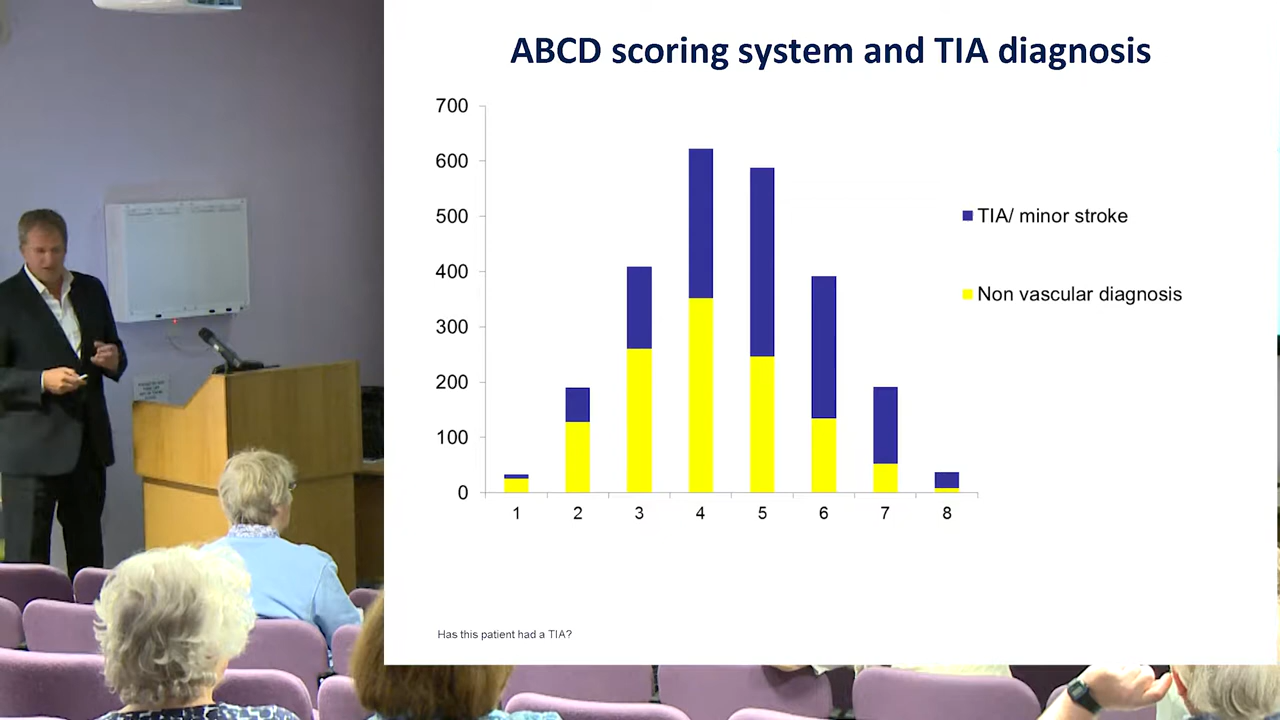 ABCD scoring system and TIA diagnosis
700
600
500
400
300
200
100
0
1 2 3 4 5 6 7 8
TIA/ minor stroke
Non vascular diagnosis
Has this patient had a TIA?